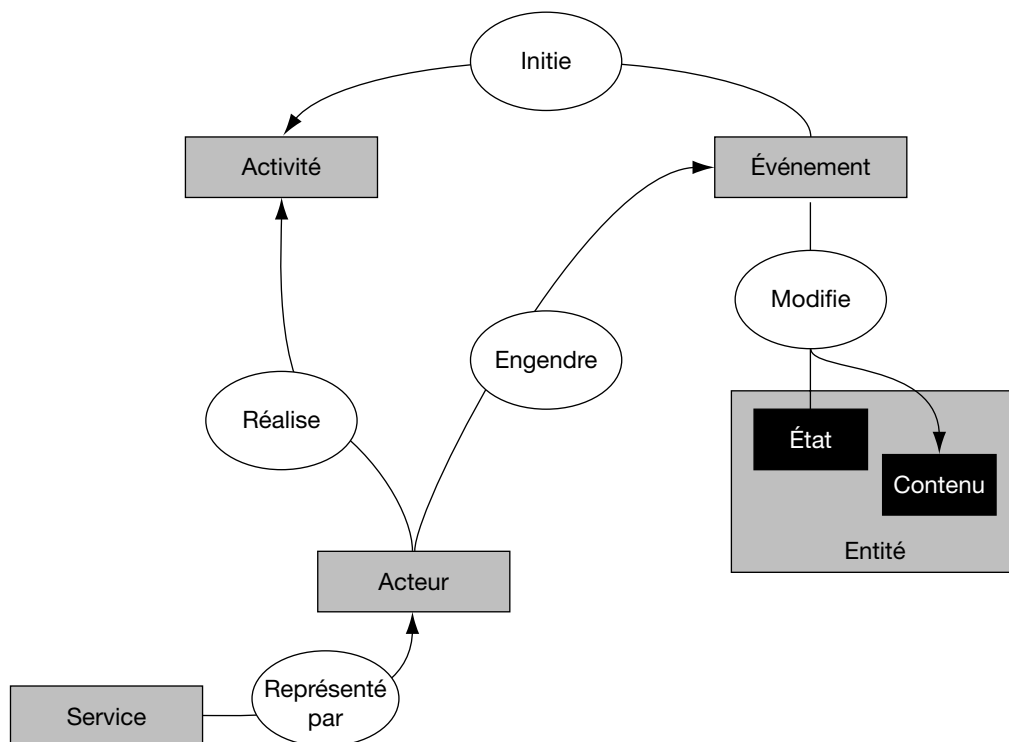 Initie
Activité
Événement
Modifie
Engendre
Réalise
État
Contenu
Entité
Acteur
Représenté
par
Service